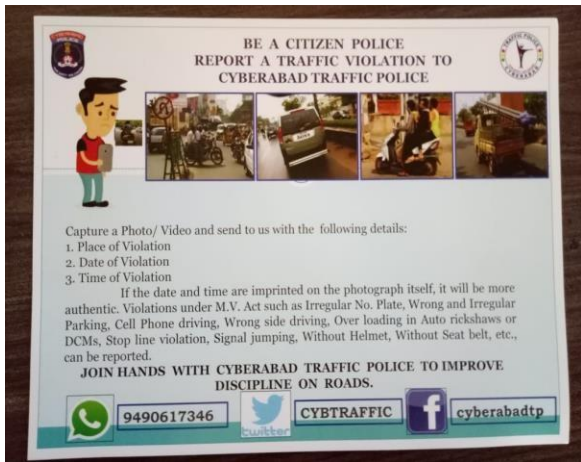 BE A CITIZEN POLICE
REPORT A TRAFFIC VIOLATION TO
CYBERABAD TRAFFIC POLICE
TRAFFIC POLICE
CYBERABAD
Capture a Photo/ Video and send to us with the following details:
1. Place of Violation
2. Date of Violation
3. Time of Violation
If the date and time are imprinted on the photograph itself, it will be more
authentic. Violations under M.V. Act such as Irregular No. Plate, Wrong and Irregular
Parking, Cell Phone driving, Wrong side driving, Over loading in Auto rickshaws or
DCMs, Stop line violation, Signal jumping, Without Helmet, Without Seat belt, etc.,
can be reported.
JOIN HANDS WITH CYBERABAD TRAFFIC POLICE TO IMPROVE
DISCIPLINE ON ROADS.
9490617346
twitter
CYBTRAFFIC
f
cyberabadtp